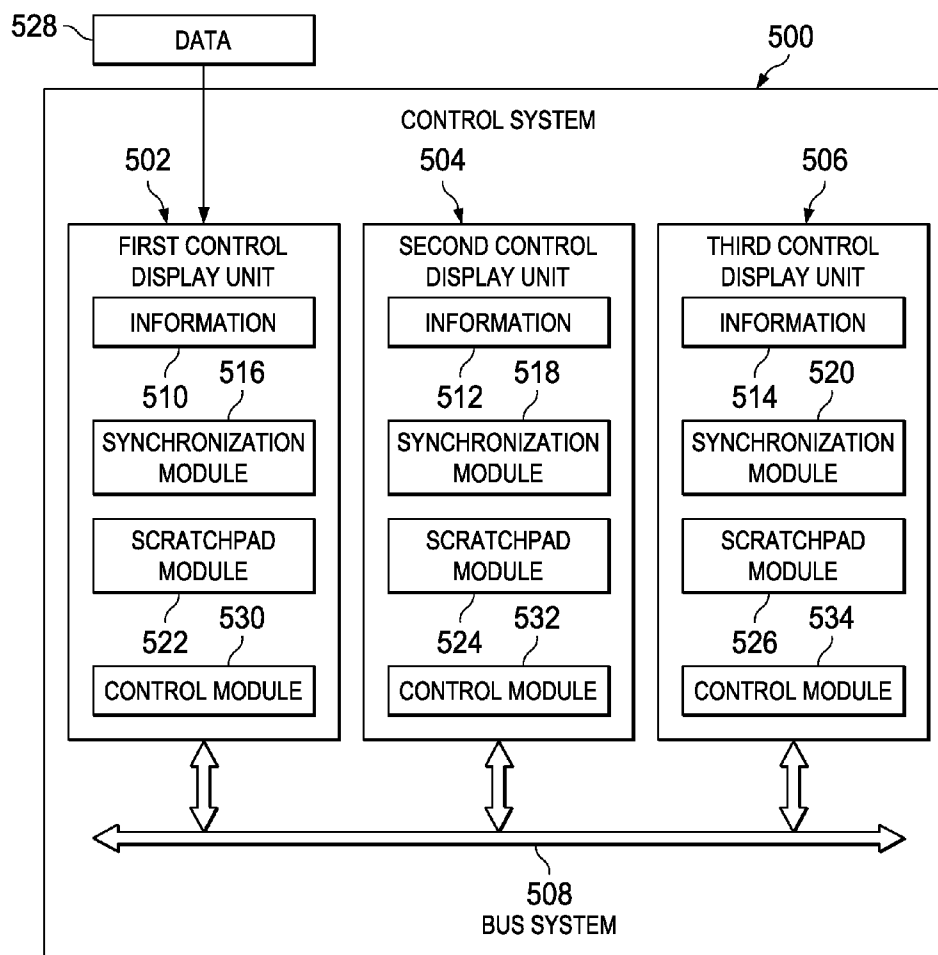 528
DATA
500
CONTROL SYSTEM
502
504
506
FIRST CONTROL
DISPLAY UNIT
INFORMATION
510
516
SYNCHRONIZATION
MODULE
SCRATCHPAD
MODULE
522
530
CONTROL MODULE
SECOND CONTROL
DISPLAY UNIT
INFORMATION
512
518
SYNCHRONIZATION
MODULE
SCRATCHPAD
MODULE
524
532
CONTROL MODULE
THIRD CONTROL
DISPLAY UNIT
INFORMATION
514
520
SYNCHRONIZATION
MODULE
SCRATCHPAD
MODULE
526
534
CONTROL MODULE
508
BUS SYSTEM